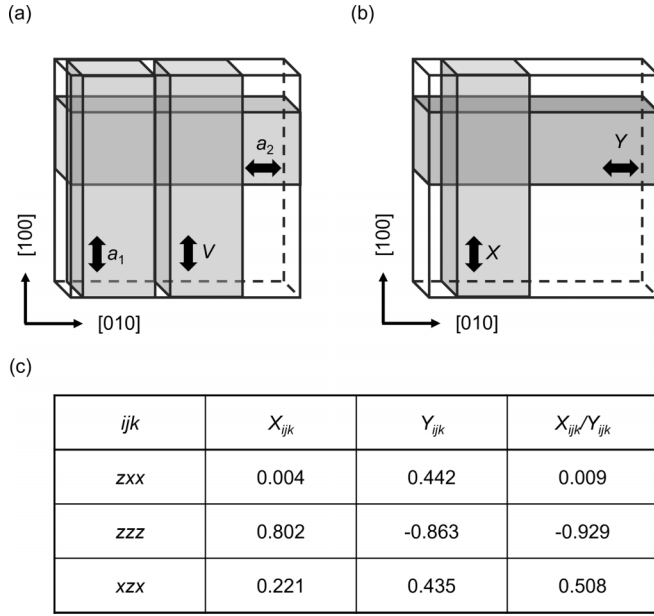 (a) (b)
a2 Y
a1 V X
[100] [100]
[010] [010]
(c)
ijk Xijk Yijk Xijk/Yijk
zxx 0.004 0.442 0.009
zzz 0.802 -0.863 -0.929
xzx 0.221 0.435 0.508